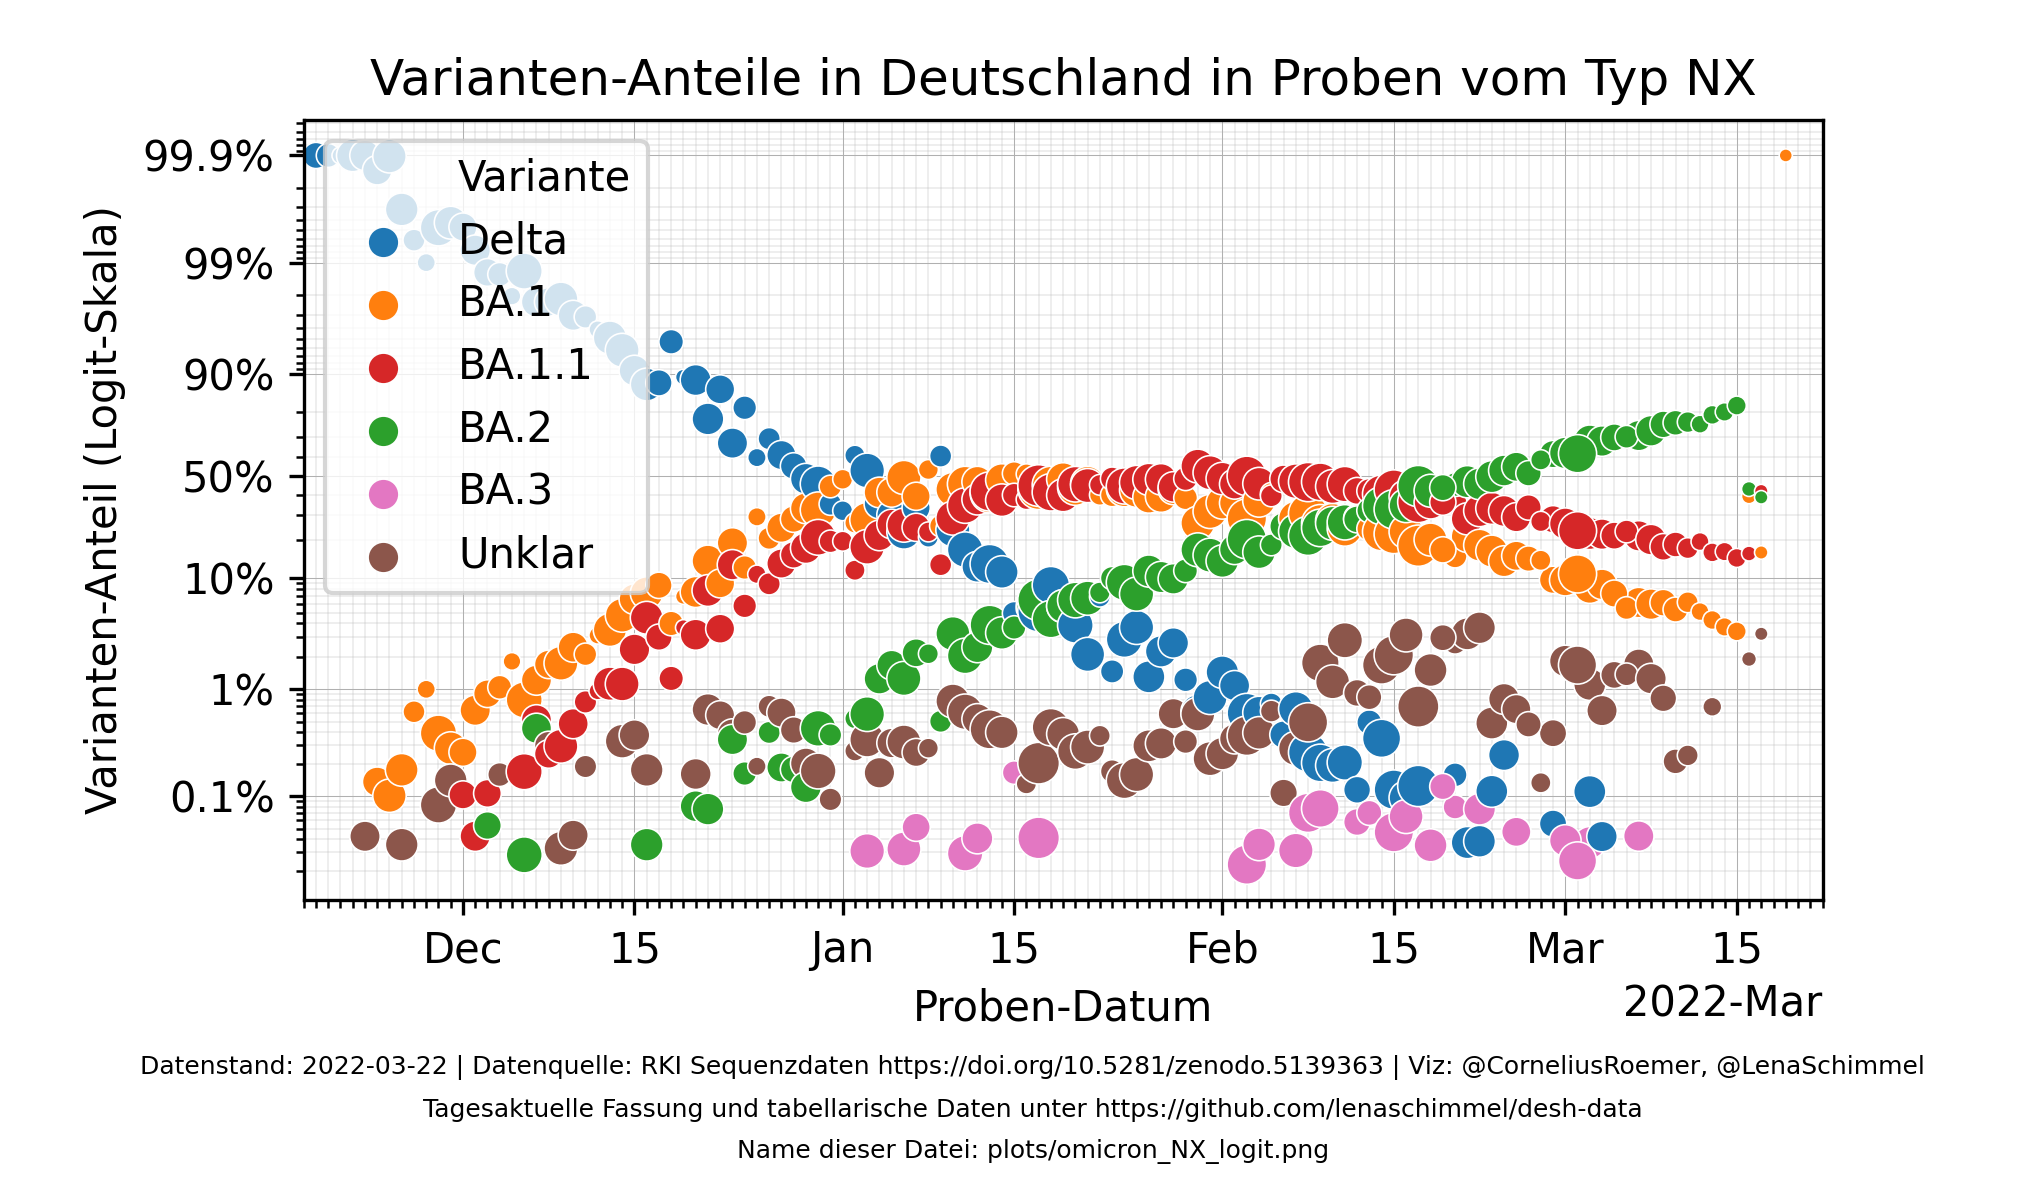 Varianten-Anteile in Deutschland in Proben vom Typ NX
Varianten-Anteil (Logit-Skala)
99.9%
99%
90%
50%
10%
1%
0.1%
Variante
Delta
BA.1
BA.1.1
BA.2
BA.3
Unklar
Dec 15 Jan 15 Feb 15 Mar 15
2022-Mar
Proben-Datum
Datenstand: 2022-03-22 | Datenquelle: RKI Sequenzdaten https://doi.org/10.5281/zenodo.5139363 | Viz: @CorneliusRoemer, @LenaSchimmel
Tagesaktuelle Fassung und tabellarische Daten unter https://github.com/lenaschimmel/desh-data
Name dieser Datei: plots/omicron_NX_logit.png